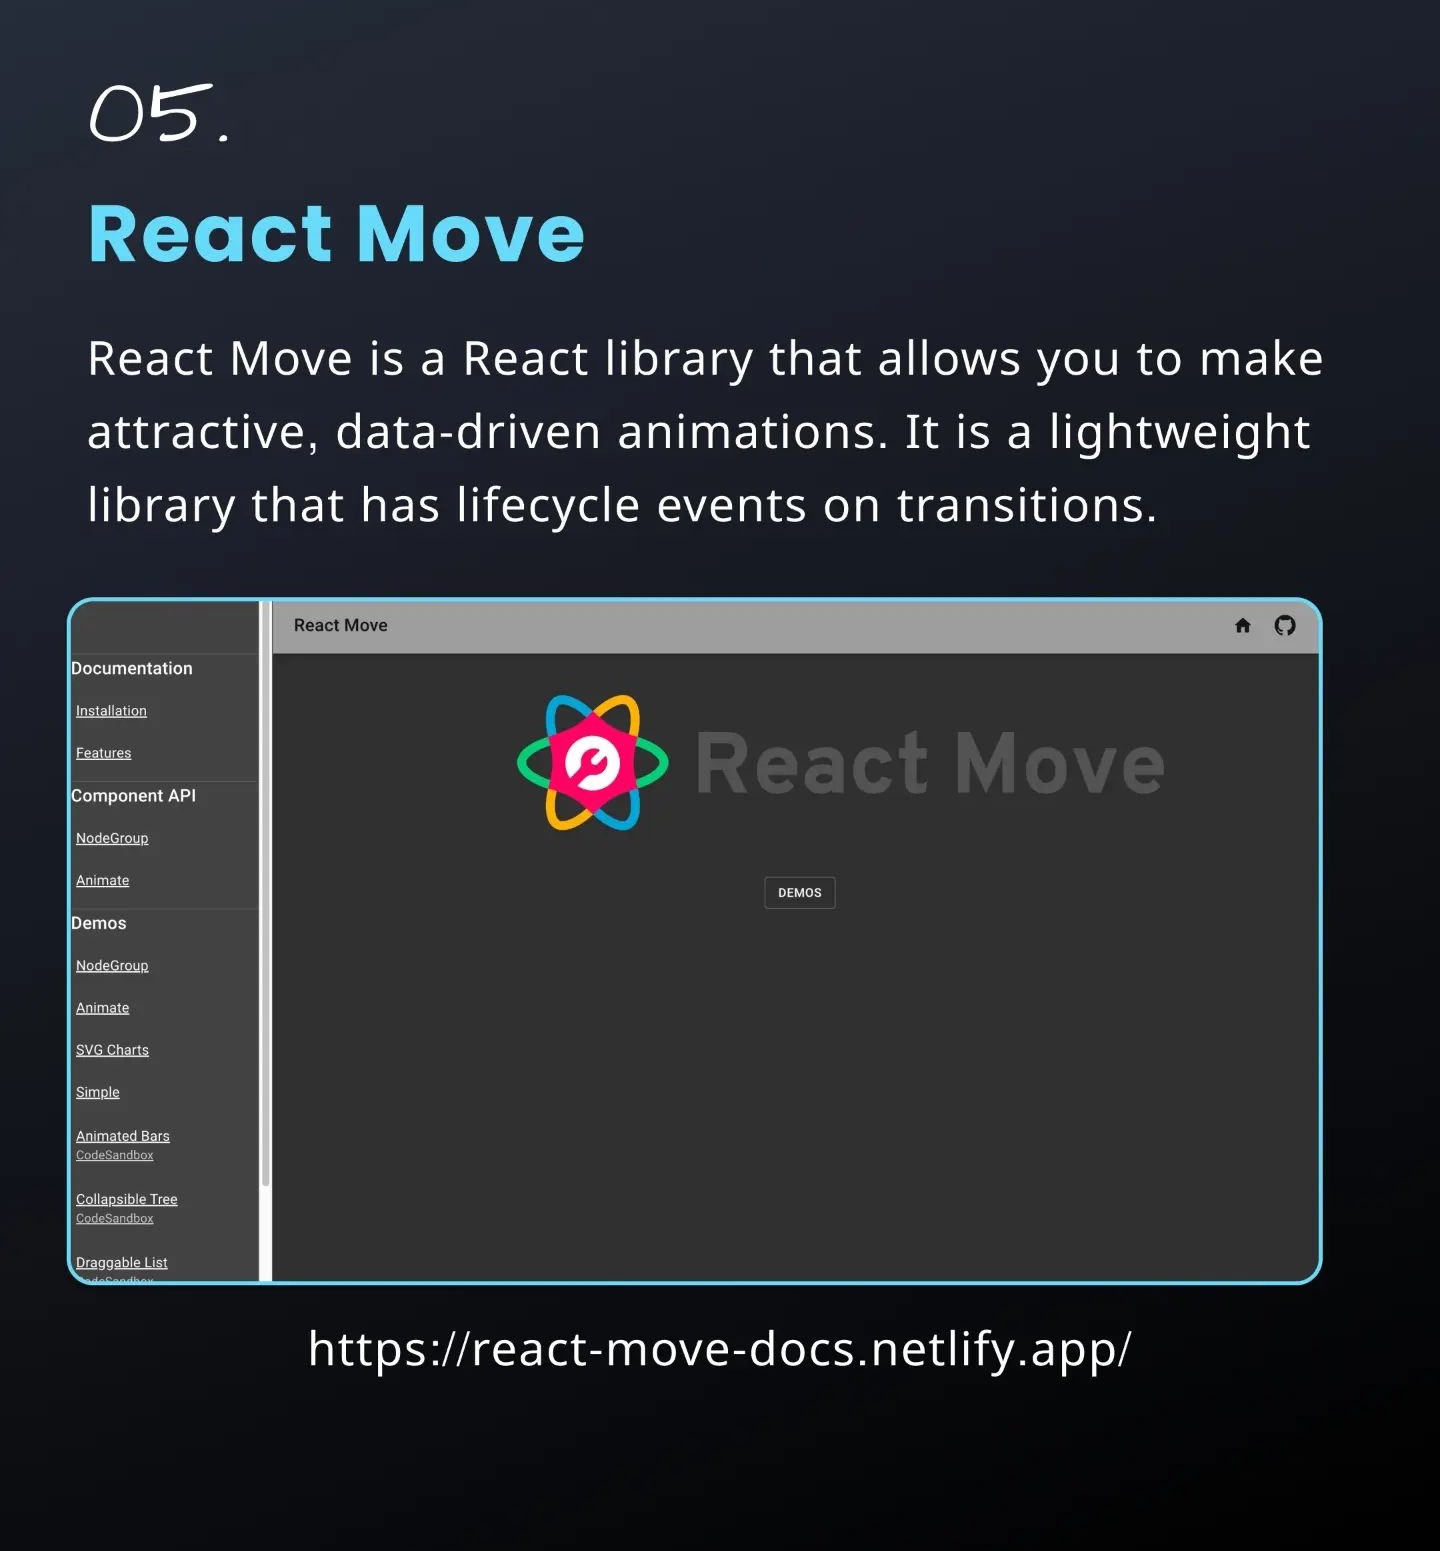 05.
React Move
React Move is a React library that allows you to make
attractive, data-driven animations. It is a lightweight
library that has lifecycle events on transitions.
React Move
Documentation
Installation
Features
Component API
NodeGroup
Animate
Demos
NodeGroup
Animate
SVG Charts
Simple
Animated Bars
CodeSandbox
Collapsible Tree
CodeSandbox
Draggable List
CodeSandbox
React Move
DEMOS
https://react-move-docs.netlify.app/